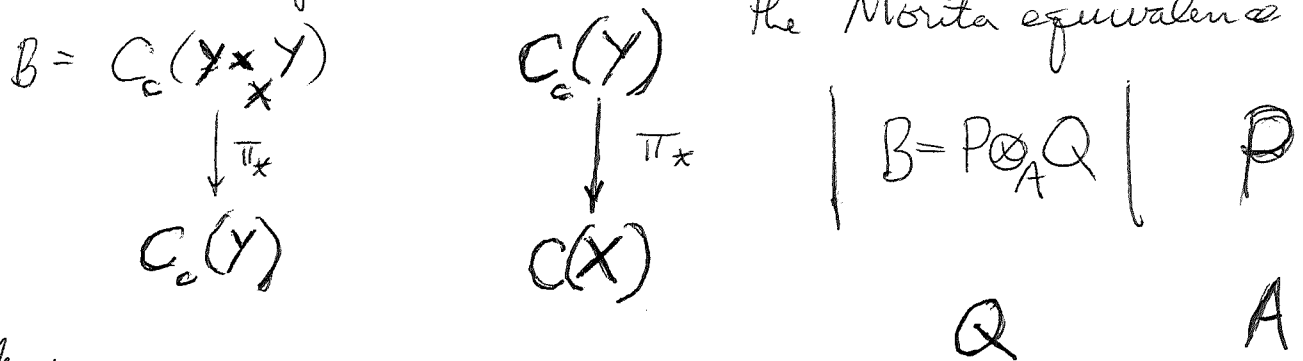 the Morita equivalence
B = C_c(Y ×_X Y) C_c(Y)
| B = P⊗_A Q | P
↓ π_* ↓ π_*
C_c(Y) C(X)
Q A